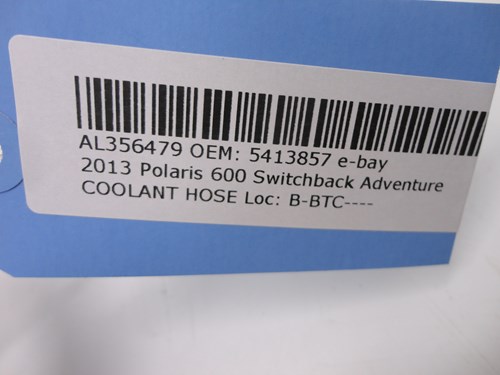 AL356479 OEM: 5413857 e-bay
2013 Polaris 600 Switchback Adventure
COOLANT HOSE Loc: B-BTC----